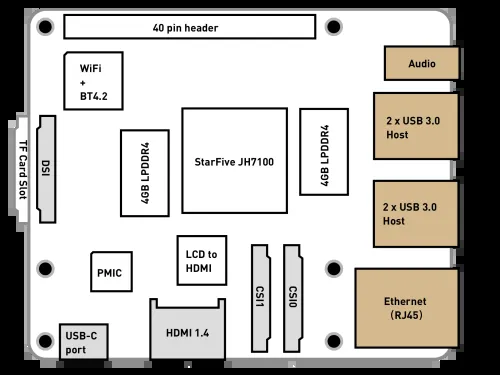 40 pin header
WiFi
+
BT4.2
Audio
2 x USB 3.0
Host
StarFive JH7100
4GB LPDDR4
4GB LPDDR4
TF Card Slot
DSI
2 x USB 3.0
Host
LCD to
HDMI
PMIC
CSI1
CSI0
Ethernet
(RJ45)
HDMI 1.4
USB-C
port